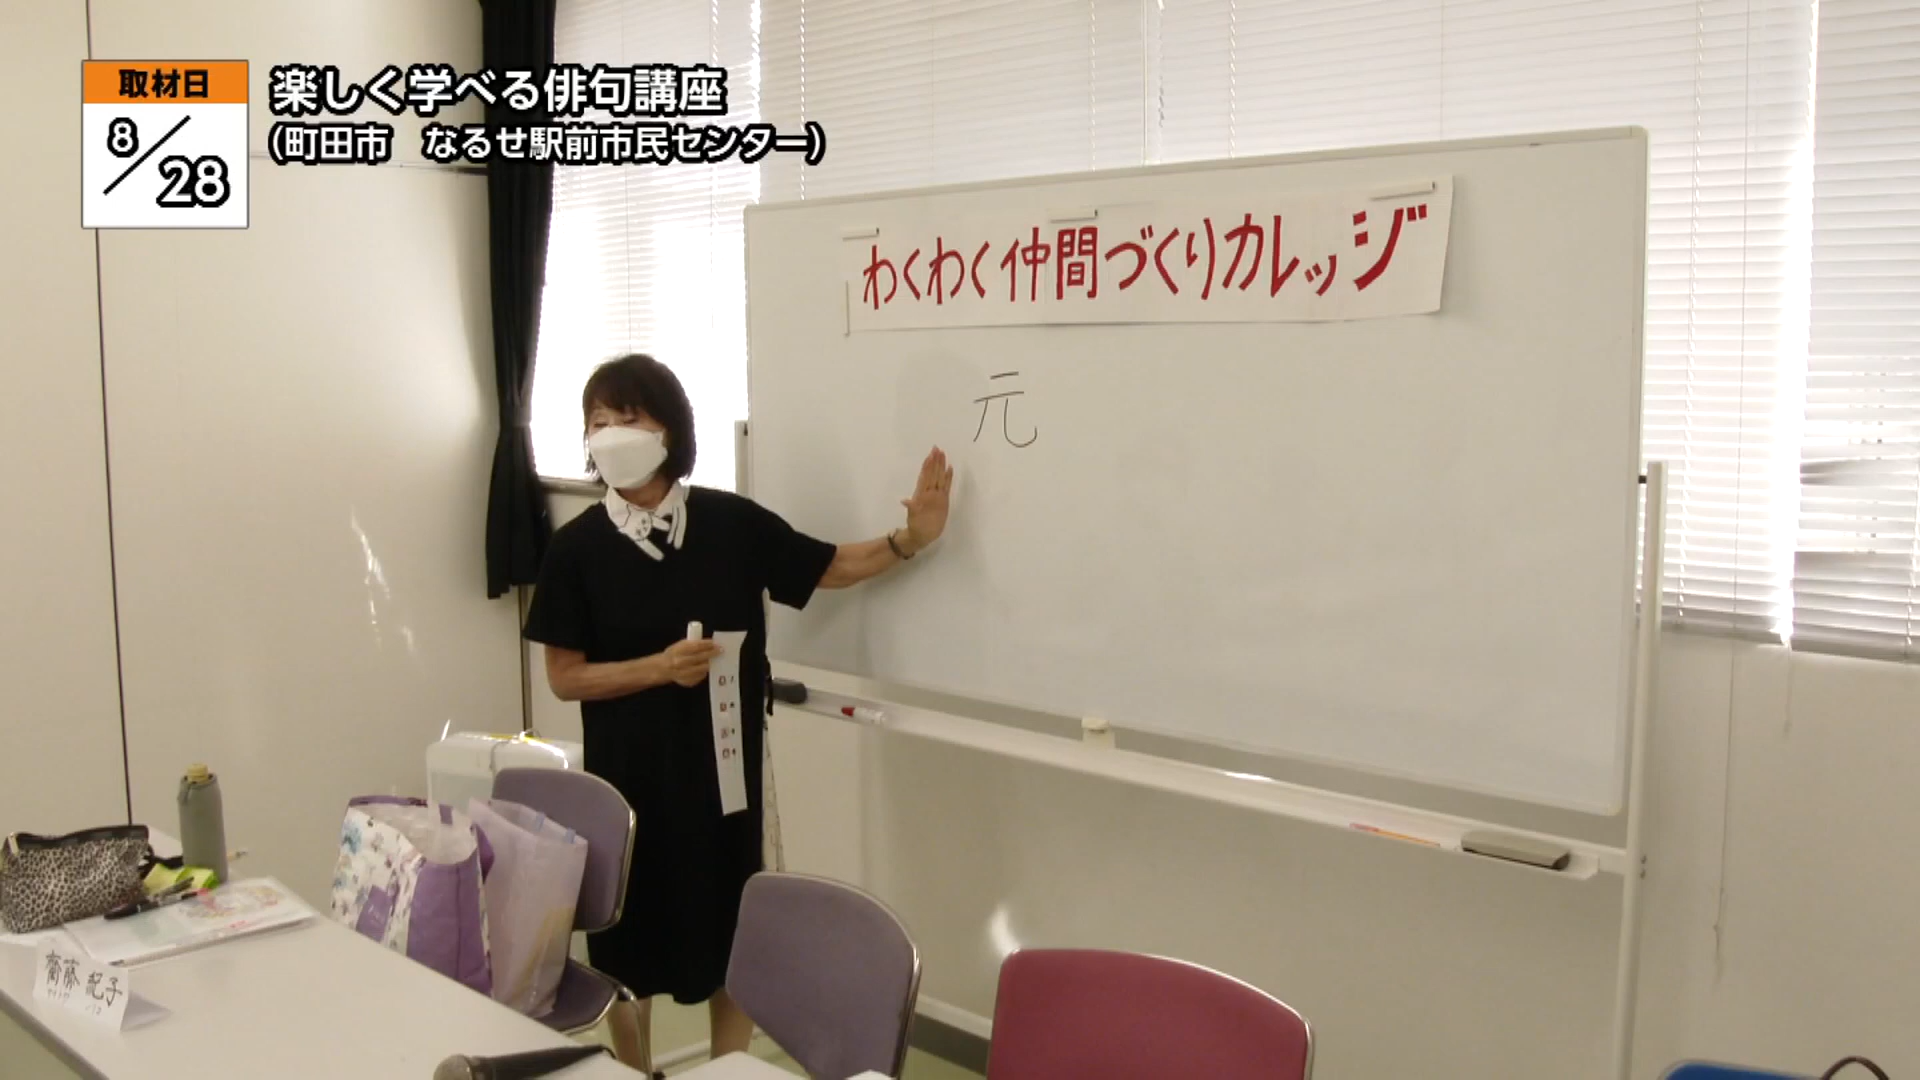 取材日
8/28
楽しく学べる俳句講座
（町田市　なるせ駅前市民センター）
わくわく仲間づくりカレッジ
元
齋藤 紀子